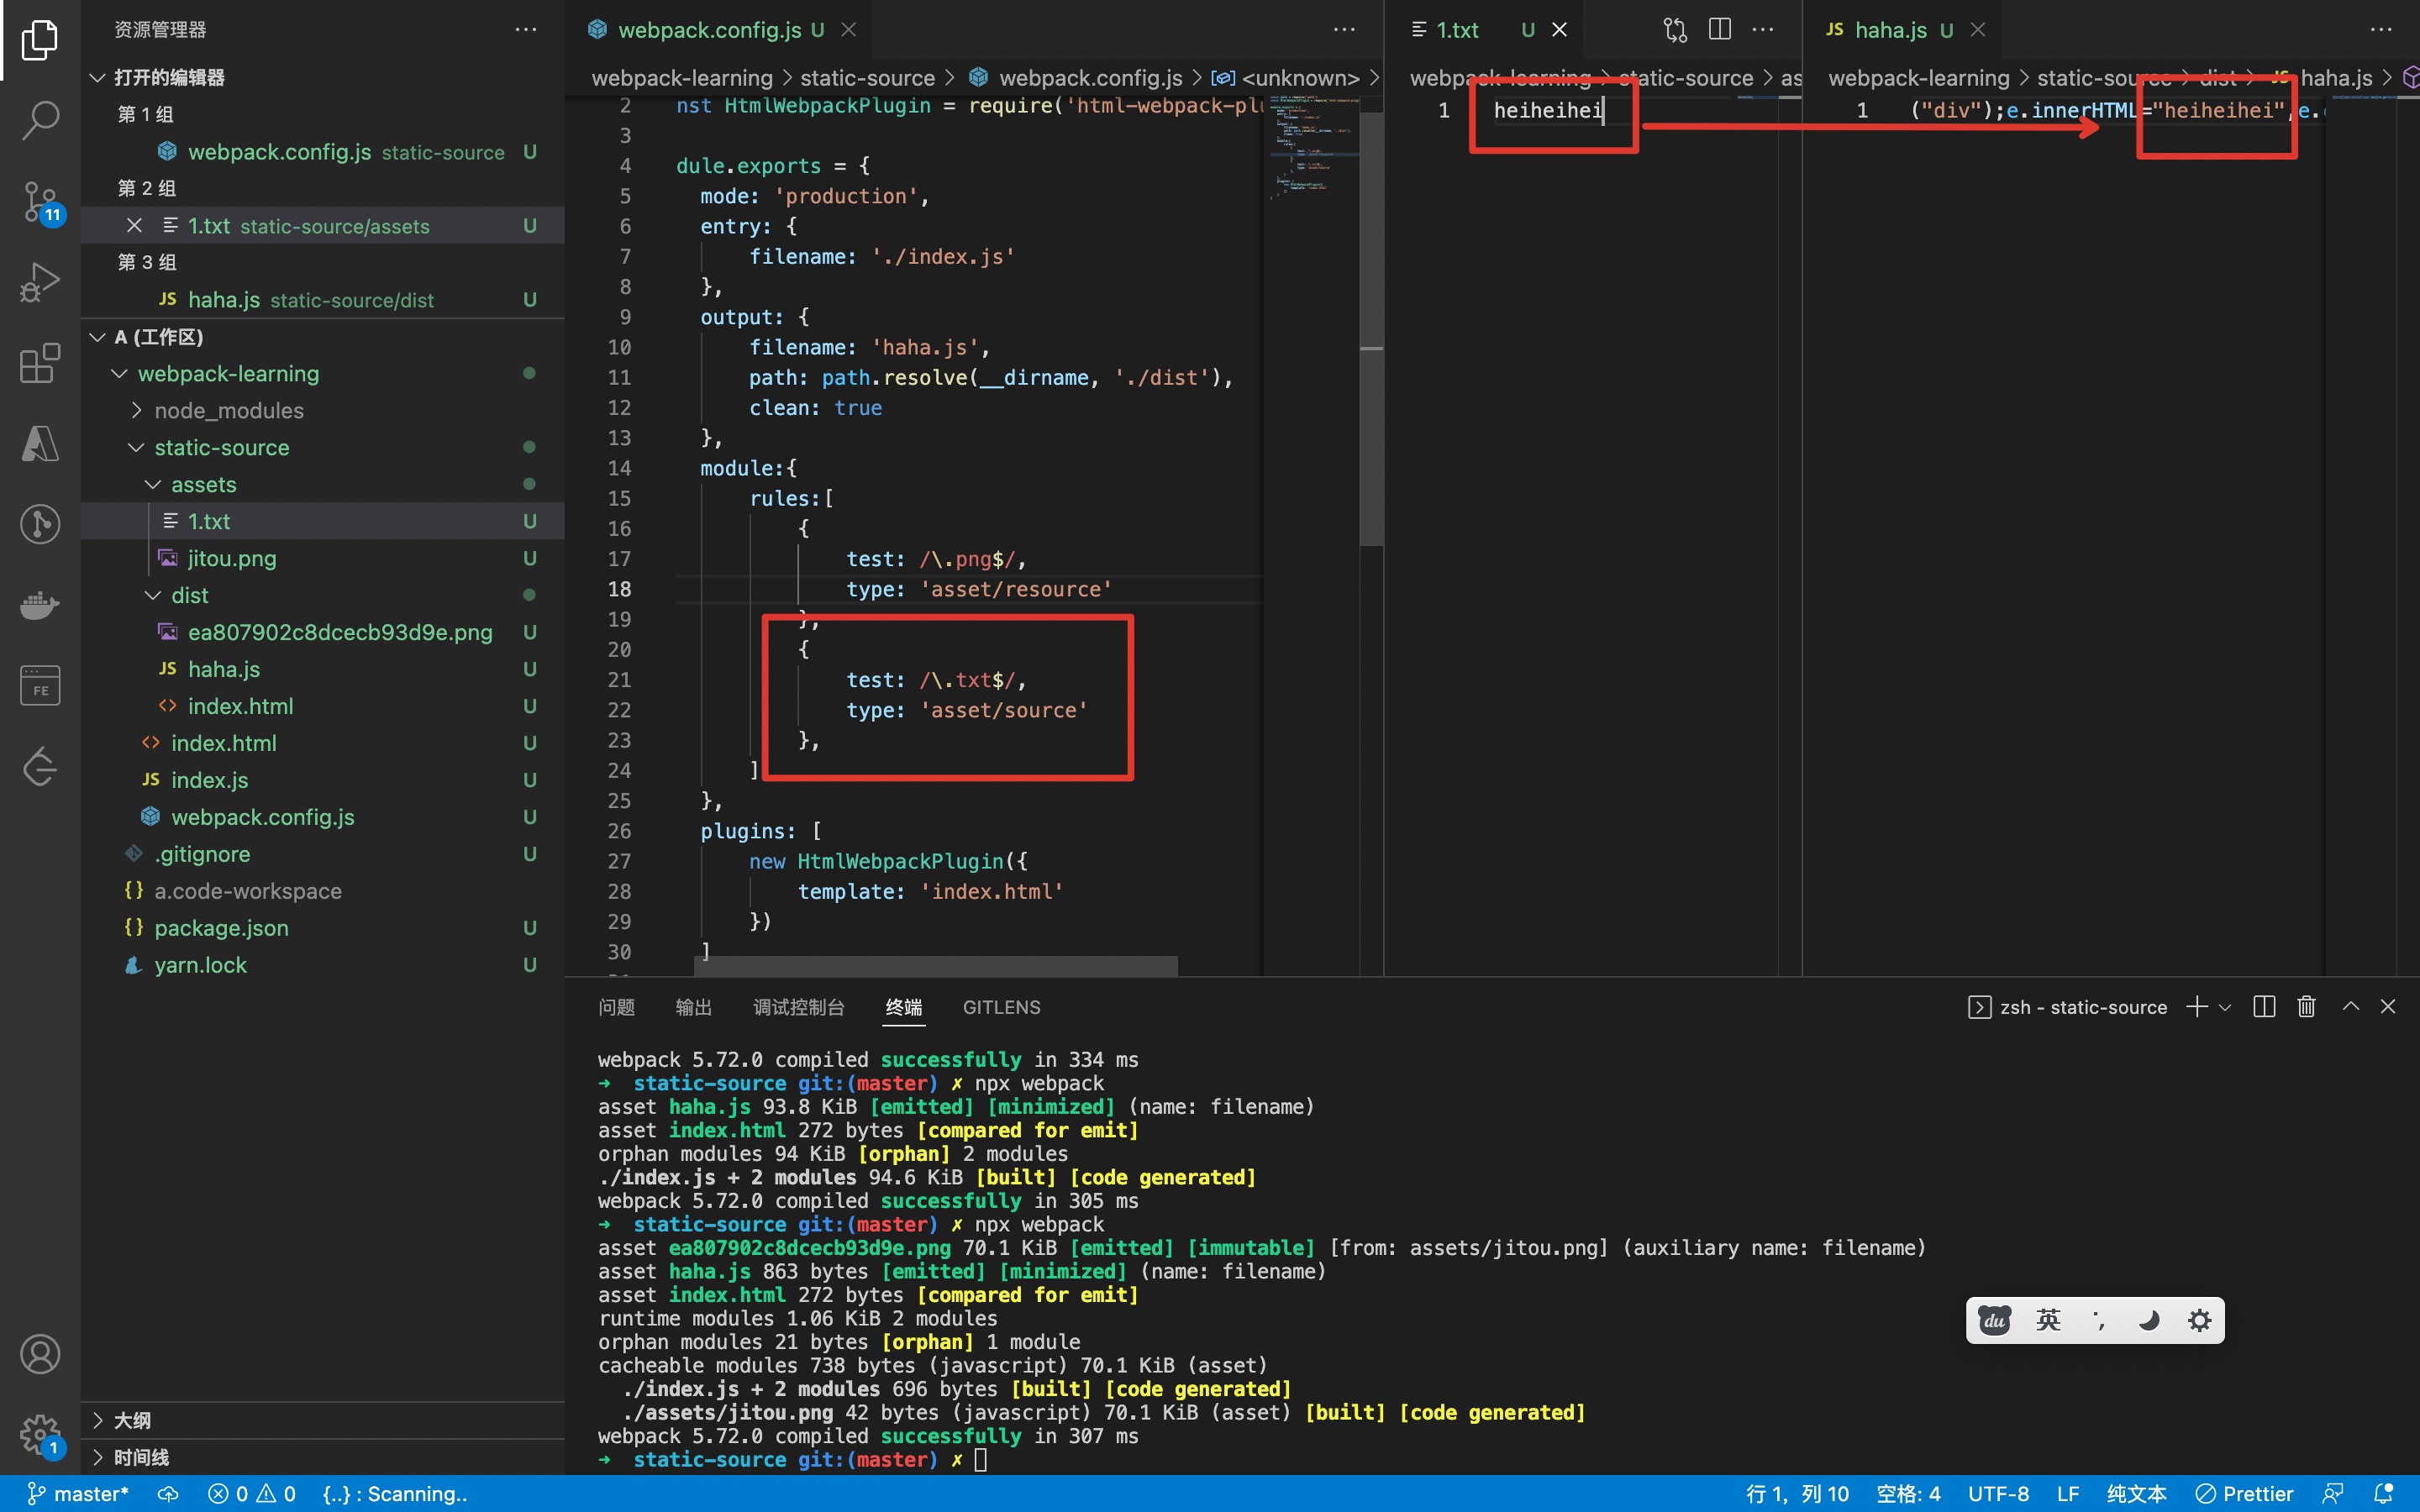 资源管理器
打开的编辑器
第 1 组
webpack.config.js static-source U
第 2 组
1.txt static-source/assets U
第 3 组
JS haha.js static-source/dist U
A (工作区)
webpack-learning
node_modules
static-source
assets
1.txt U
jitou.png U
dist
ea807902c8dcecb93d9e.png U
JS haha.js U
index.html U
index.html U
JS index.js U
webpack.config.js U
.gitignore U
{} a.code-workspace
{} package.json U
yarn.lock U
大纲
时间线
11
FE
1
webpack.config.js U
webpack-learning > static-source > webpack.config.js > <unknown> >
2 nst HtmlWebpackPlugin = require('html-webpack-pl
3
4 dule.exports = {
5 mode: 'production',
6 entry: {
7 filename: './index.js'
8 },
9 output: {
10 filename: 'haha.js',
11 path: path.resolve(__dirname, './dist'),
12 clean: true
13 },
14 module:{
15 rules:[
16 {
17 test: /\.png$/,
18 type: 'asset/resource'
19 },
20 {
21 test: /\.txt$/,
22 type: 'asset/source'
23 },
24 ]
25 },
26 plugins: [
27 new HtmlWebpackPlugin({
28 template: 'index.html'
29 })
30 ]
1.txt U
webpack-learning > static-source > as
1 heiheihei
JS haha.js U
webpack-learning > static-source > dist > JS haha.js >
1 ("div");e.innerHTML="heiheihei",e.
问题 输出 调试控制台 终端 GITLENS
zsh - static-source
webpack 5.72.0 compiled successfully in 334 ms
➜ static-source git:(master) ✗ npx webpack
asset haha.js 93.8 KiB [emitted] [minimized] (name: filename)
asset index.html 272 bytes [compared for emit]
orphan modules 94 KiB [orphan] 2 modules
./index.js + 2 modules 94.6 KiB [built] [code generated]
webpack 5.72.0 compiled successfully in 305 ms
➜ static-source git:(master) ✗ npx webpack
asset ea807902c8dcecb93d9e.png 70.1 KiB [emitted] [immutable] [from: assets/jitou.png] (auxiliary name: filename)
asset haha.js 863 bytes [emitted] [minimized] (name: filename)
asset index.html 272 bytes [compared for emit]
runtime modules 1.06 KiB 2 modules
orphan modules 21 bytes [orphan] 1 module
cacheable modules 738 bytes (javascript) 70.1 KiB (asset)
./index.js + 2 modules 696 bytes [built] [code generated]
./assets/jitou.png 42 bytes (javascript) 70.1 KiB (asset) [built] [code generated]
webpack 5.72.0 compiled successfully in 307 ms
➜ static-source git:(master) ✗
du 英
master* 0 0 {..} : Scanning.. 行 1, 列 10 空格: 4 UTF-8 LF 纯文本 Prettier